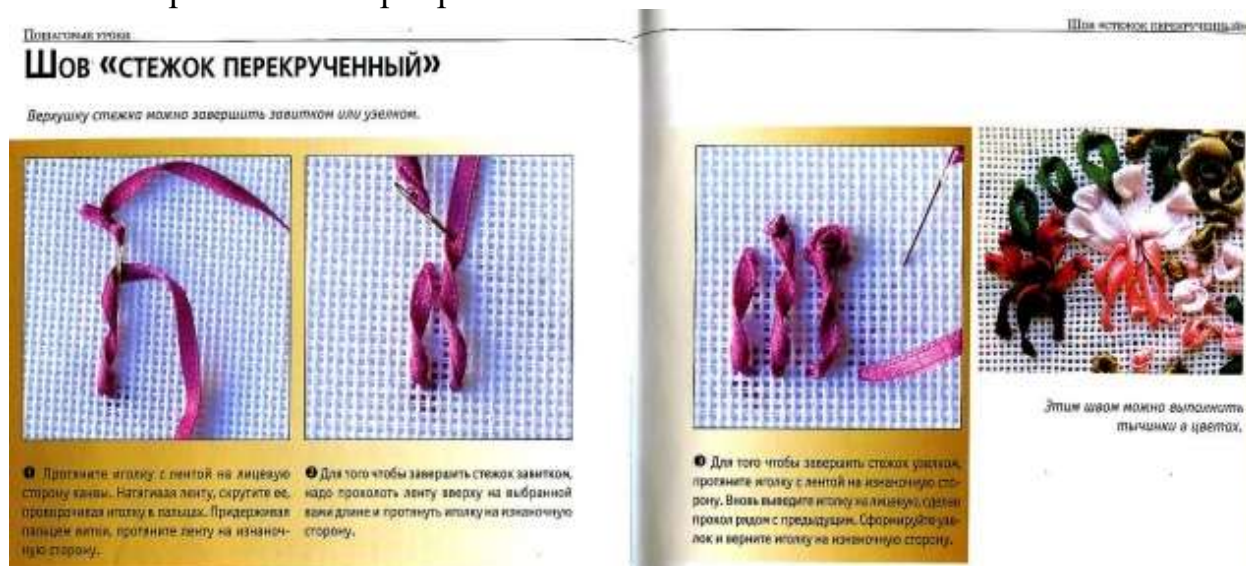 Пошаговые уроки
Шов «стежок перекрученный»
Верхушку стежка можно завершить завитком или узелком.
❶ Протяните иголку с лентой на лицевую
сторону канвы. Натягивая ленту, скрутите ее,
проворачивая иголку в пальцах. Придерживая
пальцем витки, протяните ленту на изнаноч-
ную сторону.
❷ Для того чтобы завершить стежок завитком,
надо проколоть ленту вверху на выбранной
вами длине и протянуть иголку на изнаночную
сторону.
Шов «стежок перекрученный»
❸ Для того чтобы завершить стежок узелком,
протяните иголку с лентой на изнаночную сто-
рону. Вновь выведите иголку на лицевую, сделав
прокол рядом с предыдущим. Сформируйте узе-
лок и верните иголку на изнаночную сторону.
Этим швом можно выполнить
тычинки в цветах.